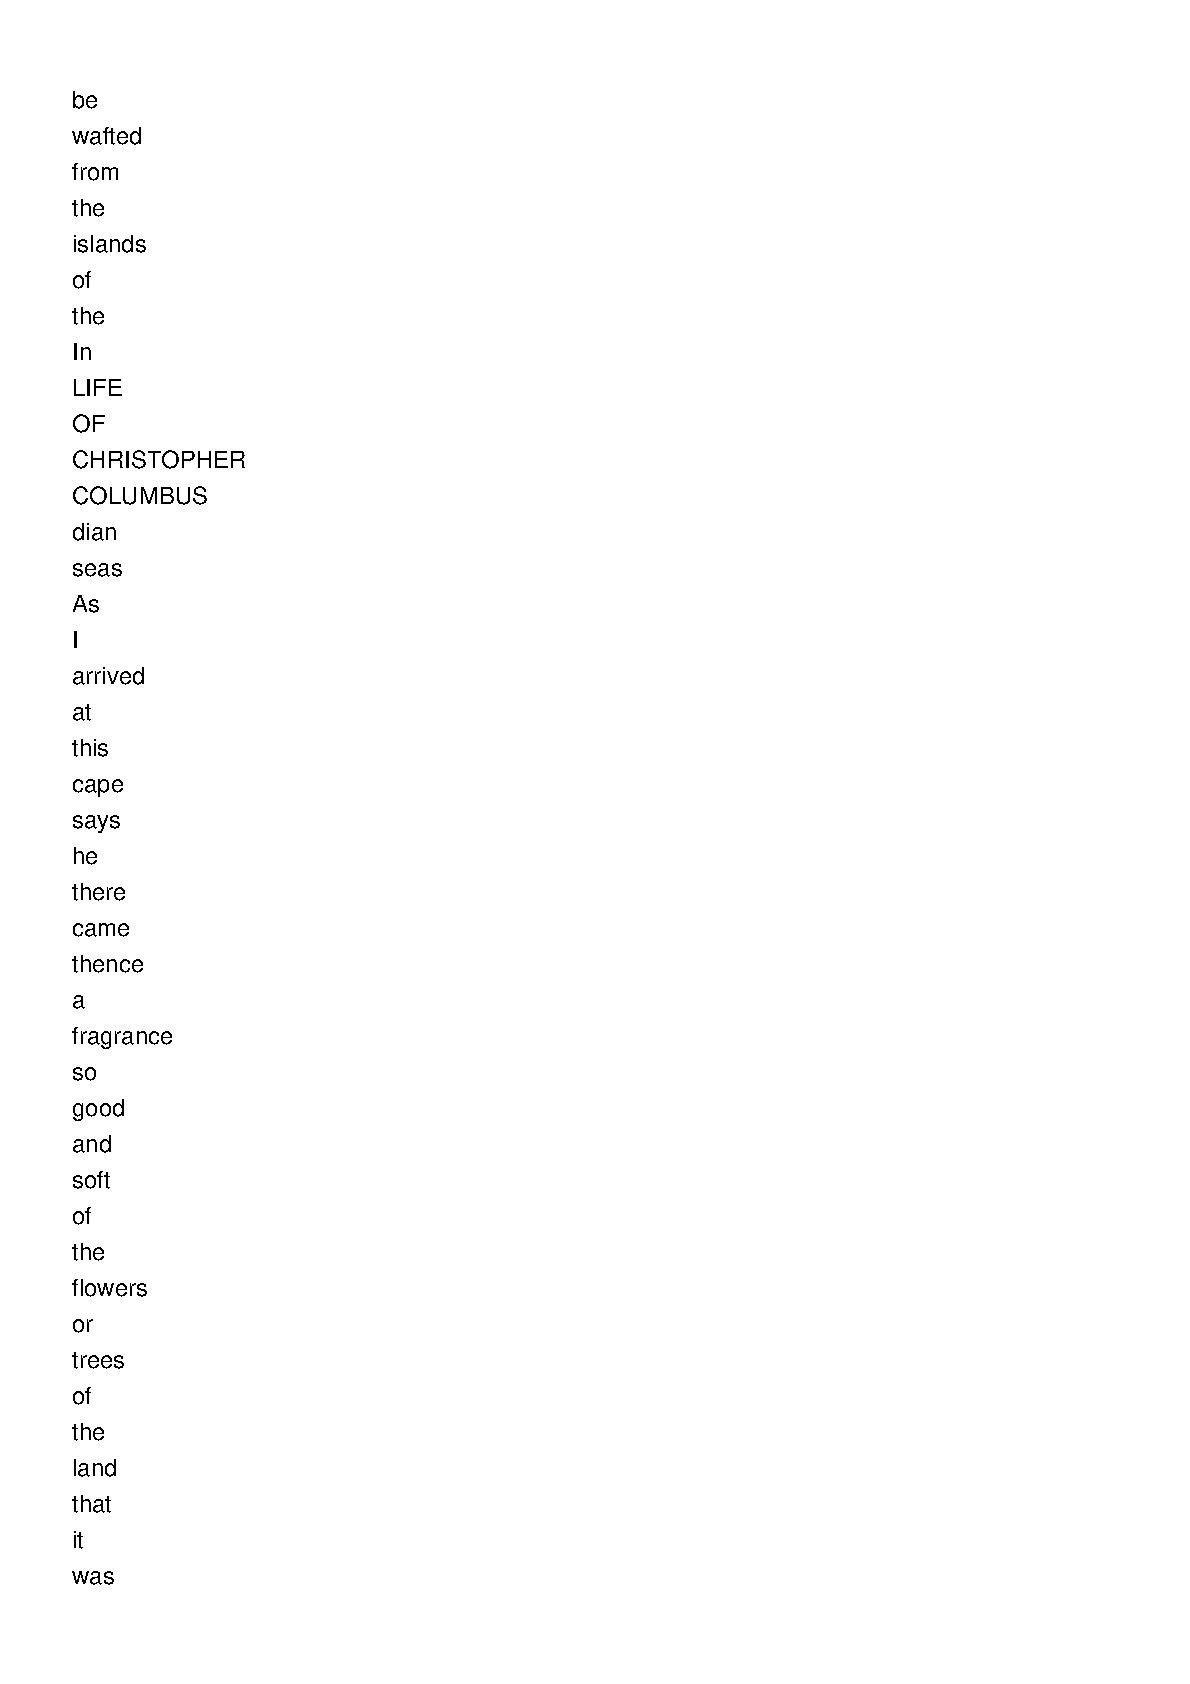 be
wafted
from
the
islands
of
the
In
LIFE
OF
CHRISTOPHER
COLUMBUS
dian
seas
As
I
arrived
at
this
cape
says
he
there
came
thence
a
fragrance
so
good
and
soft
of
the
flowers
or
trees
of
the
land
that
it
was